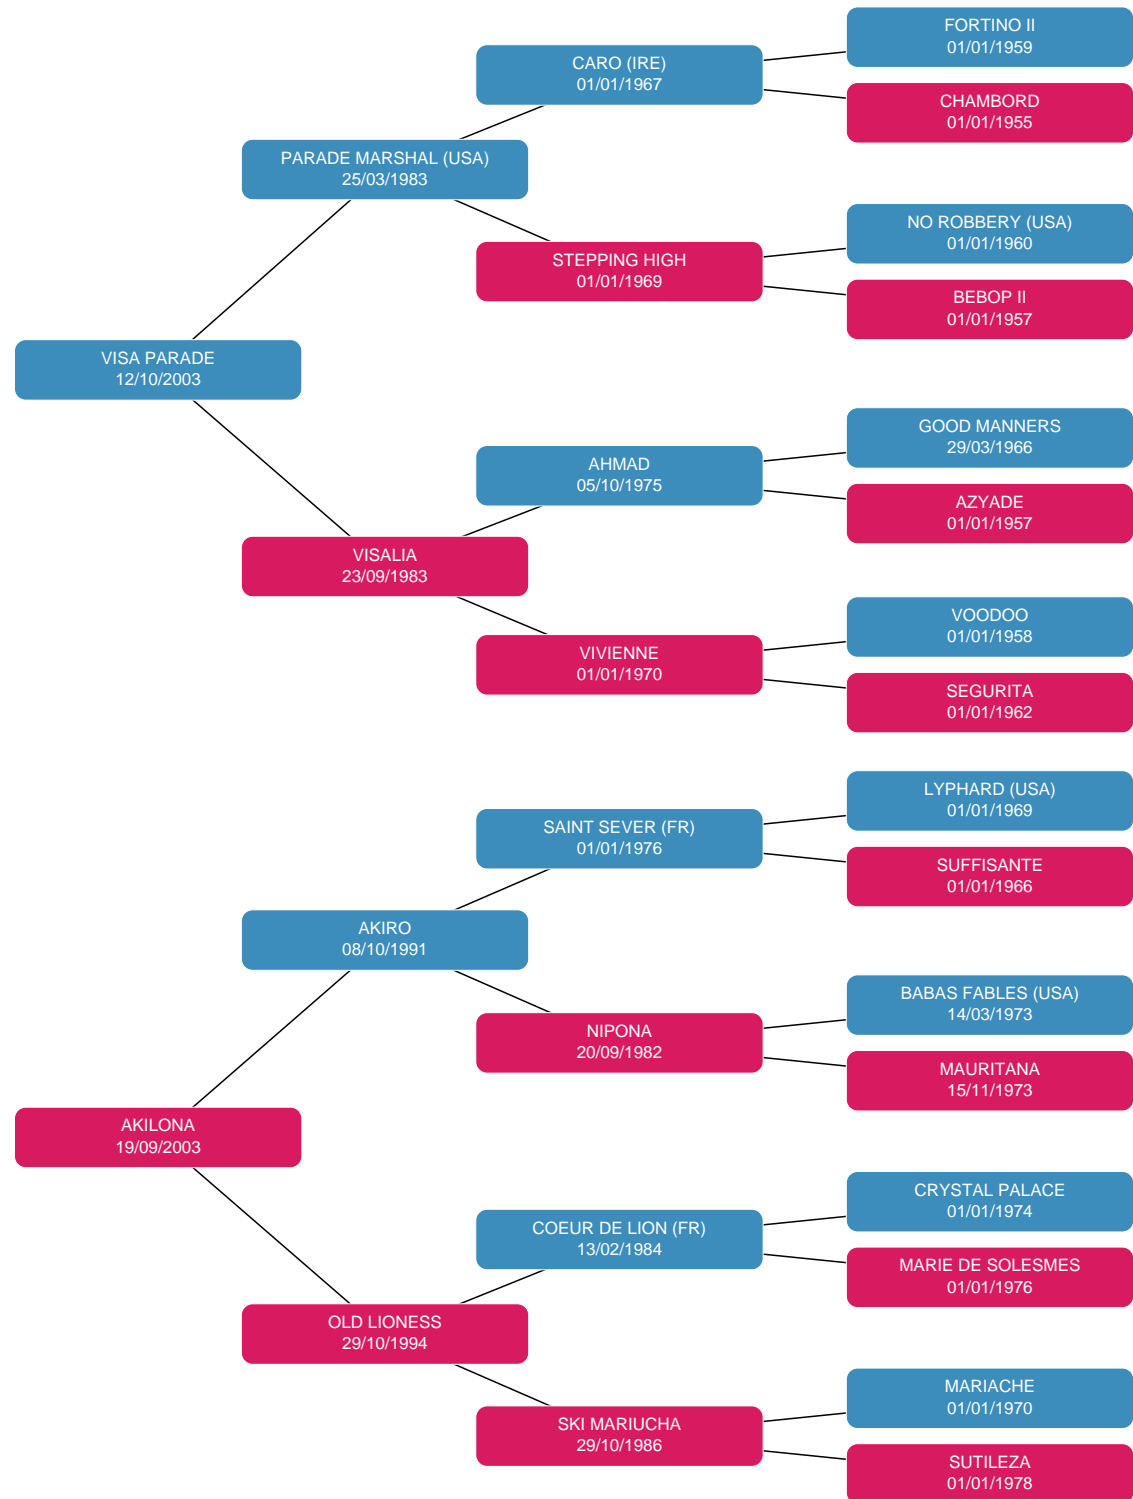 FORTINO II
01/01/1959
CARO (IRE)
01/01/1967
CHAMBORD
01/01/1955
PARADE MARSHAL (USA)
25/03/1983
NO ROBBERY (USA)
01/01/1960
STEPPING HIGH
01/01/1969
BEBOP II
01/01/1957
VISA PARADE
12/10/2003
GOOD MANNERS
29/03/1966
AHMAD
05/10/1975
AZYADE
01/01/1957
VISALIA
23/09/1983
VOODOO
01/01/1958
VIVIENNE
01/01/1970
SEGURITA
01/01/1962
LYPHARD (USA)
01/01/1969
SAINT SEVER (FR)
01/01/1976
SUFFISANTE
01/01/1966
AKIRO
08/10/1991
BABAS FABLES (USA)
14/03/1973
NIPONA
20/09/1982
MAURITANA
15/11/1973
AKILONA
19/09/2003
CRYSTAL PALACE
01/01/1974
COEUR DE LION (FR)
13/02/1984
MARIE DE SOLESMES
01/01/1976
OLD LIONESS
29/10/1994
MARIACHE
01/01/1970
SKI MARIUCHA
29/10/1986
SUTILEZA
01/01/1978